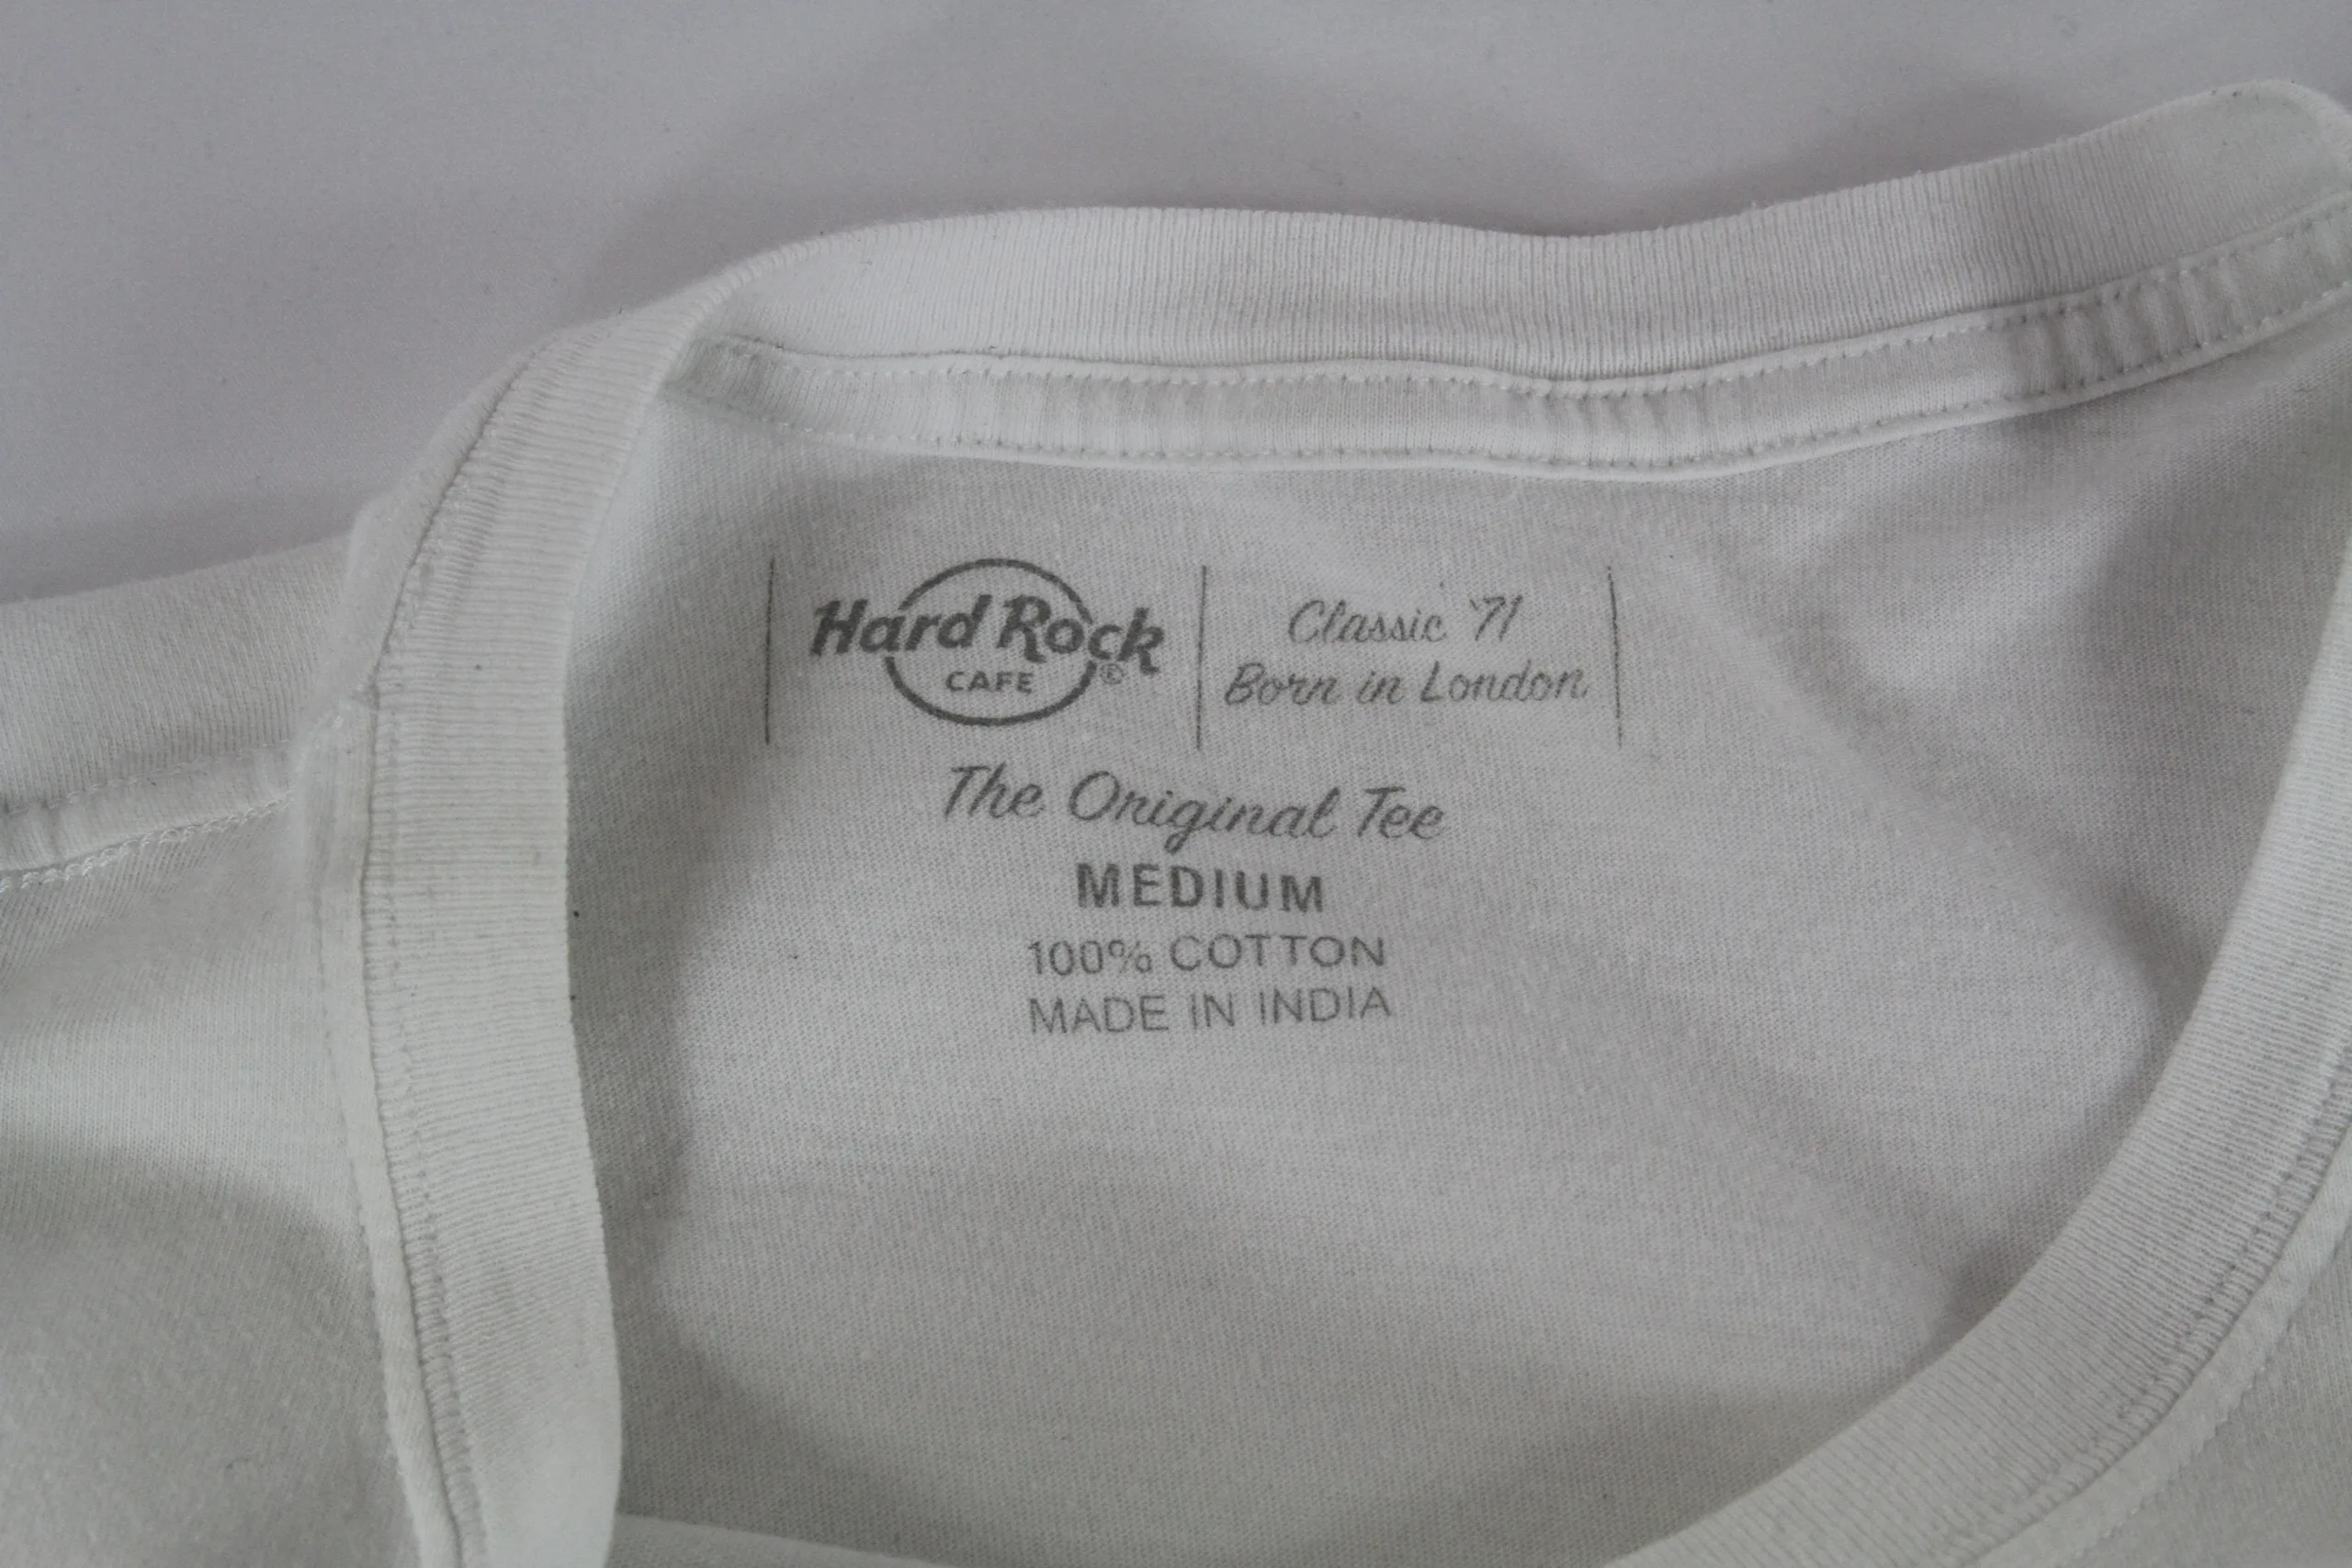 Hard Rock
CAFE
®
Classic '71
Born in London
The Original Tee
MEDIUM
100% COTTON
MADE IN INDIA